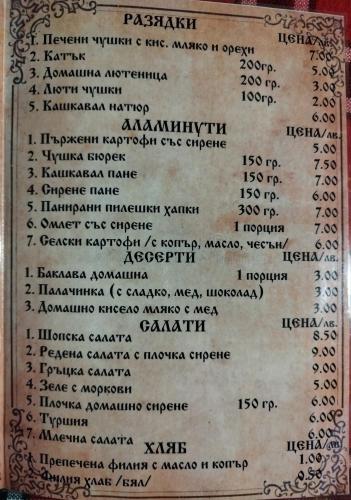 РАЗЯДКИ ЦЕНА/лв.
1. Печени чушки с кис. мляко и орехи 7.00
2. Катък 200гр. 5.00
3. Домашна лютеница 200 гр. 3.00
4. Люти чушки 100гр. 2.00
5. Кашкавал натюр 6.00
АЛАМИНУТИ ЦЕНА/лв.
1. Пържени картофи със сирене 5.00
2. Чушка бюрек 150 гр. 7.50
3. Кашкавал пане 150 гр. 7.00
4. Сирене пане 150 гр. 6.00
5. Панирани пилешки хапки 300 гр. 7.00
6. Омлет със сирене 1 порция 7.00
7. Селски картофи /с копър, масло, чесън/ 6.00
ДЕСЕРТИ ЦЕНА/лв.
1. Баклава домашна 1 порция 3.00
2. Палачинка (с сладко, мед, шоколад) 3.00
3. Домашно кисело мляко с мед 3.00
САЛАТИ ЦЕНА/лв.
1. Шопска салата 8.50
2. Редена салата с плочка сирене 9.00
3. Гръцка салата 9.00
4. Зеле с моркови 5.00
5. Плочка домашно сирене 150 гр. 6.00
6. Туршия 6.00
7. Млечна салата 6.00
ХЛЯБ ЦЕНА/лв.
1. Препечена филия с масло и копър 1.00
Филия хляб /бял/ 0.50